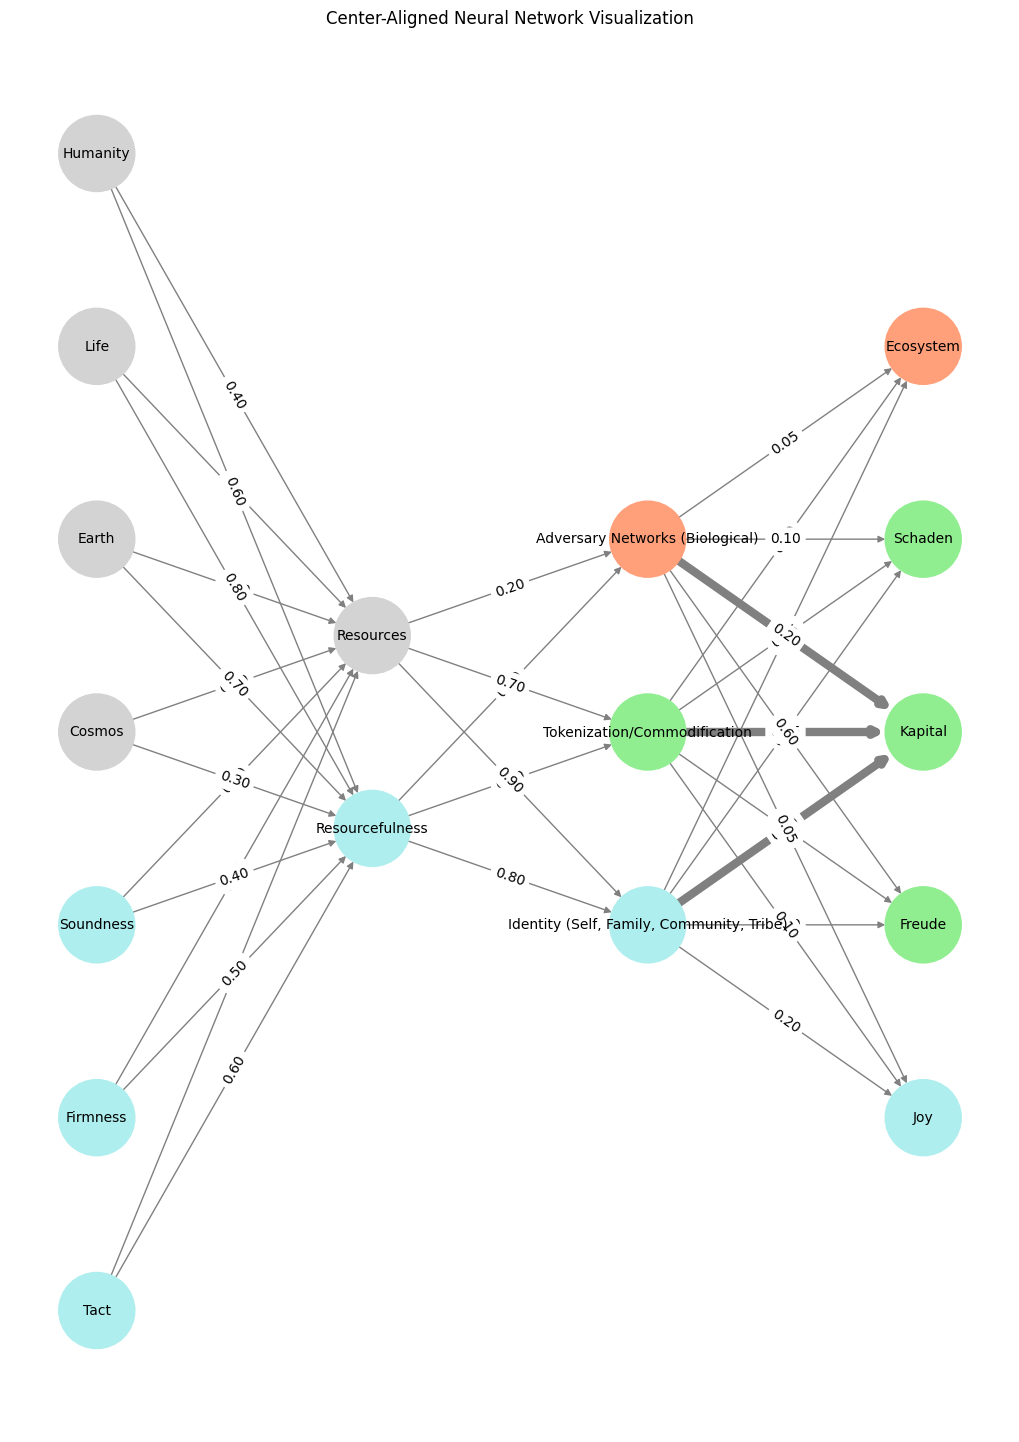 Center-Aligned Neural Network Visualization
Humanity
Life
Ecosystem
0.40
0.05
0.60
Earth
Adversary Networks (Biological)
0.10
Schaden
0.80
0.20
Resources
0.20
0.70
0.70
Cosmos
Tokenization/Commodification
0.60
Kapital
0.30
0.90
Resourcefulness
0.05
0.40
0.80
Soundness
Identity (Self, Family, Community, Tribe)
0.10
Freude
0.50
0.20
0.60
Firmness
Joy
Tact